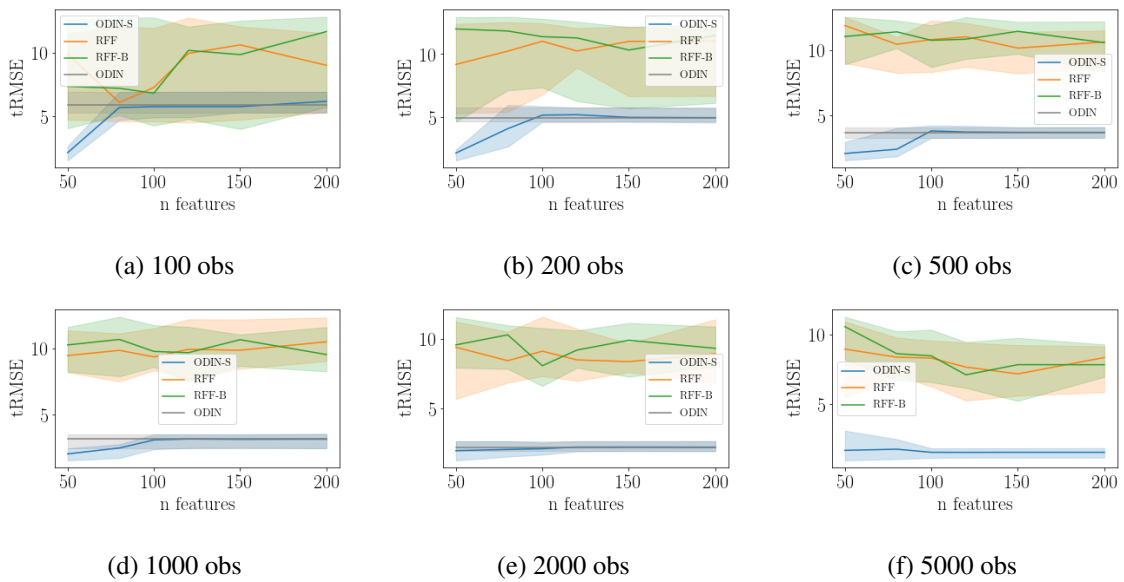 ODIN-S
RFF
RFF-B
ODIN
tRMSE
10
5
50 100 150 200
n features
(a) 100 obs
ODIN-S
RFF
RFF-B
ODIN
tRMSE
10
5
50 100 150 200
n features
(b) 200 obs
ODIN-S
RFF
RFF-B
ODIN
tRMSE
10
5
50 100 150 200
n features
(c) 500 obs
ODIN-S
RFF
RFF-B
ODIN
tRMSE
10
5
50 100 150 200
n features
(d) 1000 obs
ODIN-S
RFF
RFF-B
ODIN
tRMSE
10
5
50 100 150 200
n features
(e) 2000 obs
ODIN-S
RFF
RFF-B
tRMSE
10
5
50 100 150 200
n features
(f) 5000 obs